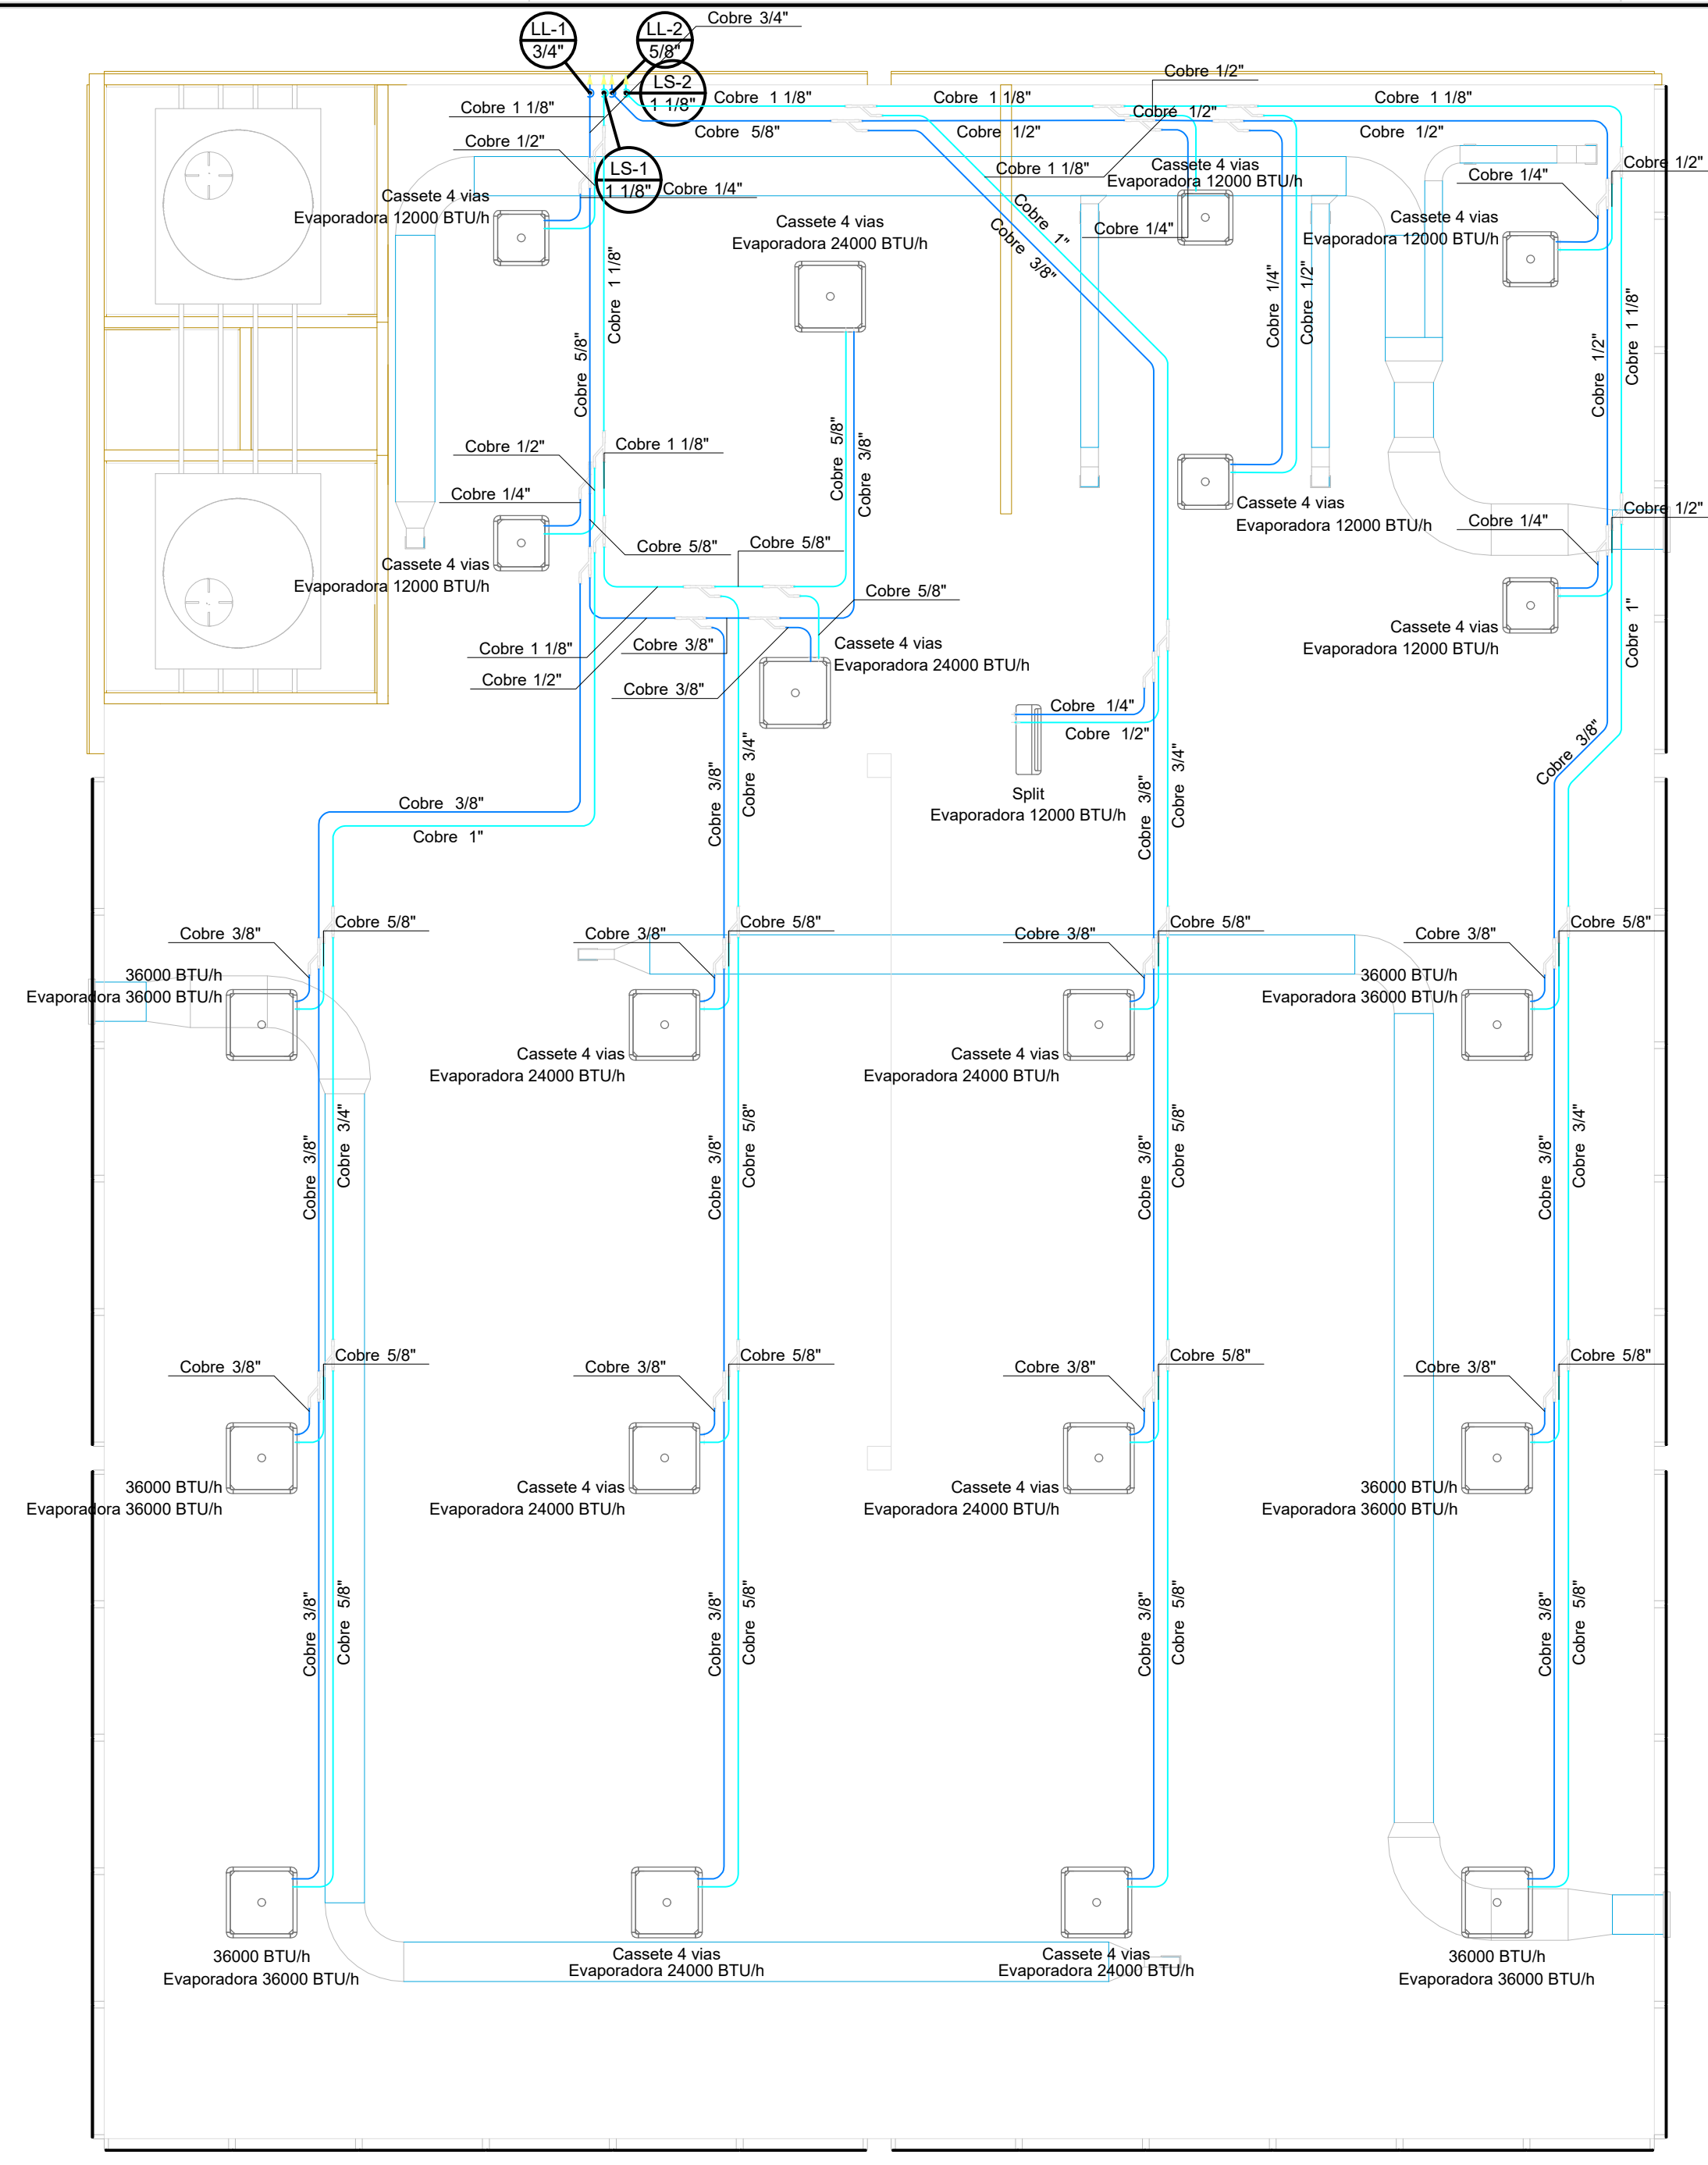 Cobre 3/4"
LL-1
3/4"
LL-2
5/8"
LS-2
1 1/8"
Cobre 1/2"
Cobre 1 1/8"
Cobre 1 1/8"
Cobre 1 1/8"
Cobre 1 1/8"
Cobre 1/2"
Cobre 5/8"
Cobre 1/2"
Cobre 1/2"
Cobre 1/2"
LS-1
1 1/8"
Cobre 1/4"
Cobre 1 1/8"
Cassete 4 vias
Evaporadora 12000 BTU/h
Cobre 1/2"
Cobre 1/4"
Cassete 4 vias
Evaporadora 12000 BTU/h
Cassete 4 vias
Evaporadora 24000 BTU/h
Cobre 1"
Cobre 3/8"
Cobre 1/4"
Cassete 4 vias
Evaporadora 12000 BTU/h
Cobre 5/8"
Cobre 1 1/8"
Cobre 1/4"
Cobre 1/2"
Cobre 1/2"
Cobre 1 1/8"
Cobre 1/2"
Cobre 1 1/8"
Cobre 5/8"
Cobre 3/8"
Cobre 1/4"
Cassete 4 vias
Evaporadora 12000 BTU/h
Cobre 1/4"
Cobre 1/2"
Cobre 5/8"
Cobre 5/8"
Cassete 4 vias
Evaporadora 12000 BTU/h
Cobre 5/8"
Cobre 1 1/8"
Cobre 3/8"
Cassete 4 vias
Evaporadora 24000 BTU/h
Cassete 4 vias
Evaporadora 12000 BTU/h
Cobre 1"
Cobre 1/2"
Cobre 3/8"
Cobre 1/4"
Cobre 1/2"
Cobre 3/8"
Cobre 3/4"
Cobre 3/8"
Cobre 3/4"
Cobre 3/8"
Split
Evaporadora 12000 BTU/h
Cobre 3/8"
Cobre 1"
Cobre 3/8"
Cobre 5/8"
Cobre 3/8"
Cobre 5/8"
Cobre 3/8"
Cobre 5/8"
Cobre 3/8"
Cobre 5/8"
36000 BTU/h
Evaporadora 36000 BTU/h
36000 BTU/h
Evaporadora 36000 BTU/h
Cassete 4 vias
Evaporadora 24000 BTU/h
Cassete 4 vias
Evaporadora 24000 BTU/h
Cobre 3/8"
Cobre 3/4"
Cobre 3/8"
Cobre 5/8"
Cobre 3/8"
Cobre 5/8"
Cobre 3/8"
Cobre 3/4"
Cobre 3/8"
Cobre 5/8"
Cobre 3/8"
Cobre 5/8"
Cobre 3/8"
Cobre 5/8"
Cobre 3/8"
Cobre 5/8"
36000 BTU/h
Evaporadora 36000 BTU/h
Cassete 4 vias
Evaporadora 24000 BTU/h
Cassete 4 vias
Evaporadora 24000 BTU/h
36000 BTU/h
Evaporadora 36000 BTU/h
Cobre 3/8"
Cobre 5/8"
Cobre 3/8"
Cobre 5/8"
Cobre 3/8"
Cobre 5/8"
Cobre 3/8"
Cobre 5/8"
36000 BTU/h
Evaporadora 36000 BTU/h
Cassete 4 vias
Evaporadora 24000 BTU/h
Cassete 4 vias
Evaporadora 24000 BTU/h
36000 BTU/h
Evaporadora 36000 BTU/h